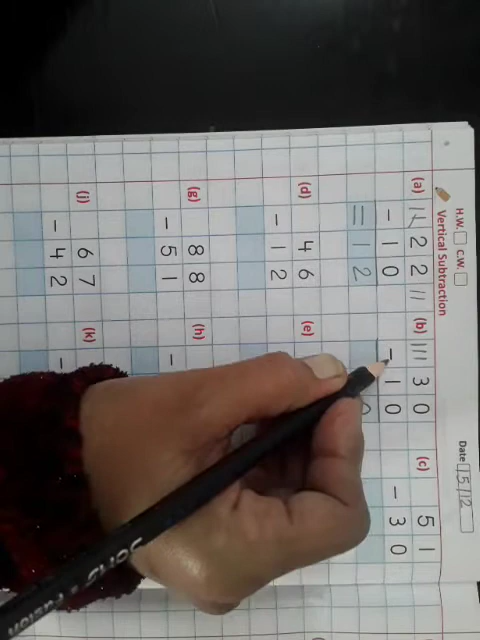 H.W. C.W. Date 15/12
Vertical Subtraction
(a) 22 (b) 30 (c) 51
- 10 - 10 - 30
= 12
(d) 46 (e)
- 12
(g) 88 (h)
- 51 -
(j) 67 (k)
- 42 -